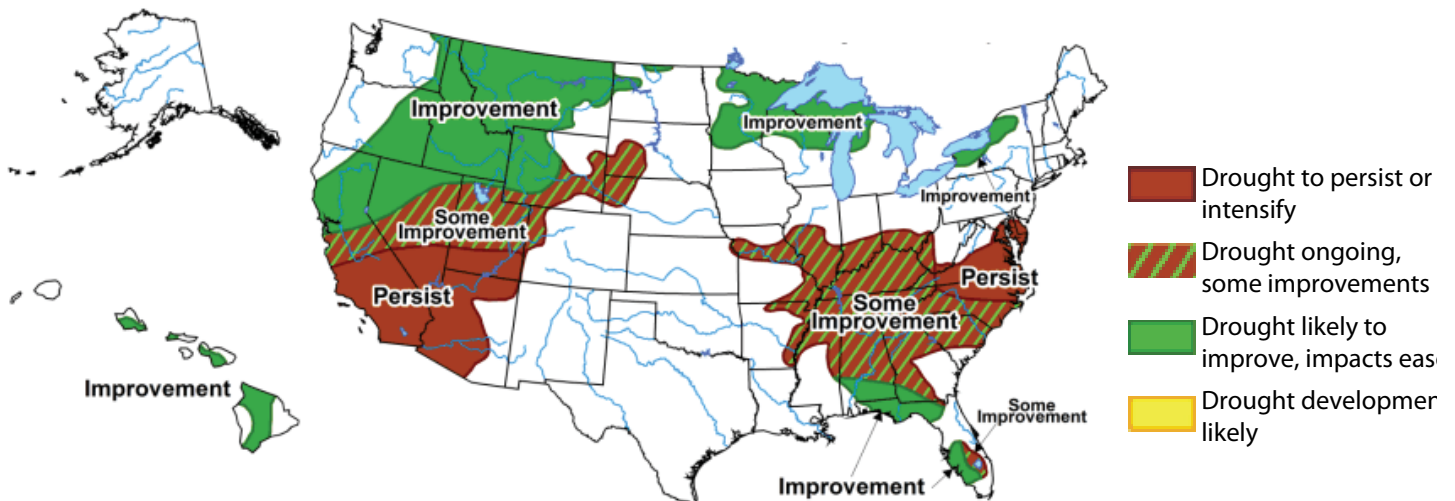 Improvement
Improvement
Improvement
Some
Improvement
Persist
Persist
Some
Improvement
Improvement
Some
Improvement
Improvement
Drought to persist or
intensify
Drought ongoing,
some improvements
Drought likely to
improve, impacts ease
Drought developmen
likely